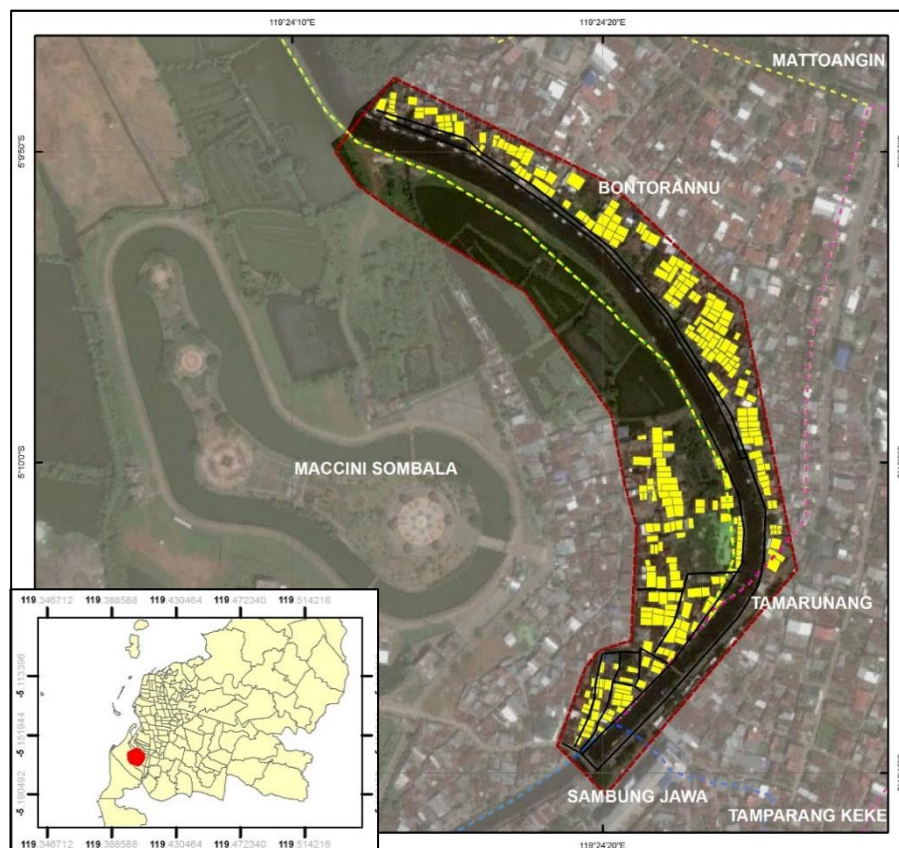 119°24'10"E 119°24'20"E
MATTOANGIN
5°9'50"S
BONTORANNU
5°10'0"S
MACCINI SOMBALA
TAMARUNANG
SAMBUNG JAWA
TAMPARANG KEKE
119°24'20"E
119.346712 119.388588 119.430464 119.472340 119.514216
-5.113396
-5.151944
-5.190492
119.346712 119.388588 119.430464 119.472340 119.514216